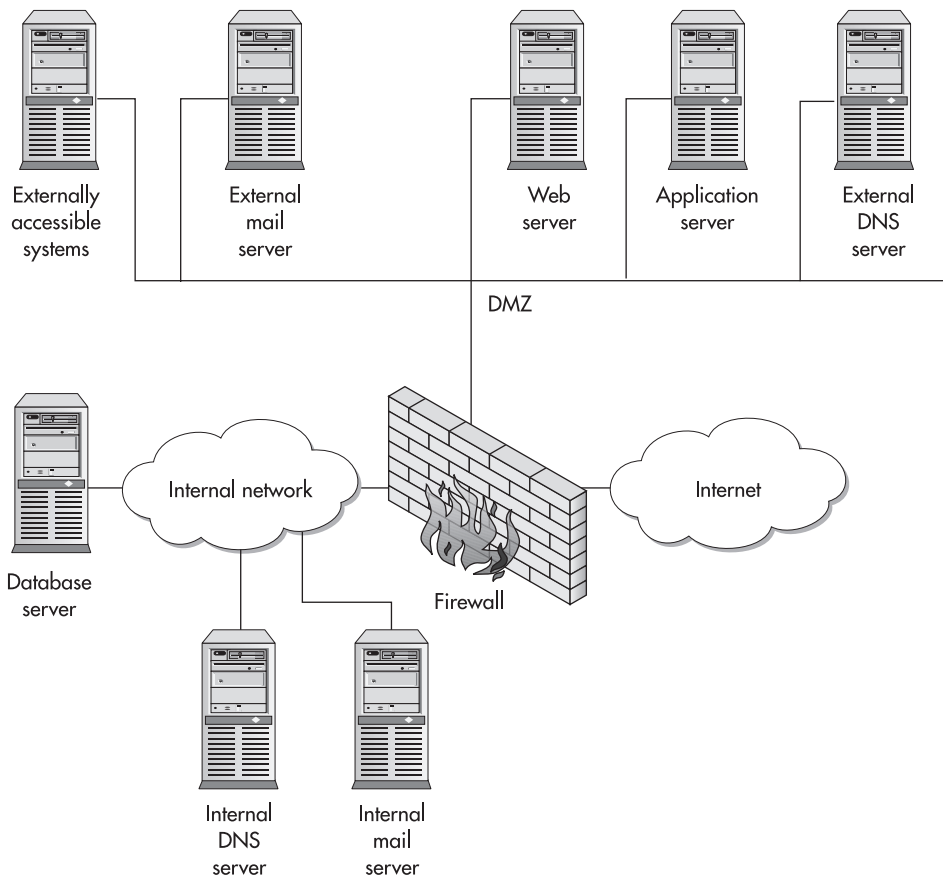 Externally
accessible
systems
External
mail
server
Web
server
Application
server
External
DNS
server
DMZ
Internal network
Internet
Database
server
Firewall
Internal
DNS
server
Internal
mail
server